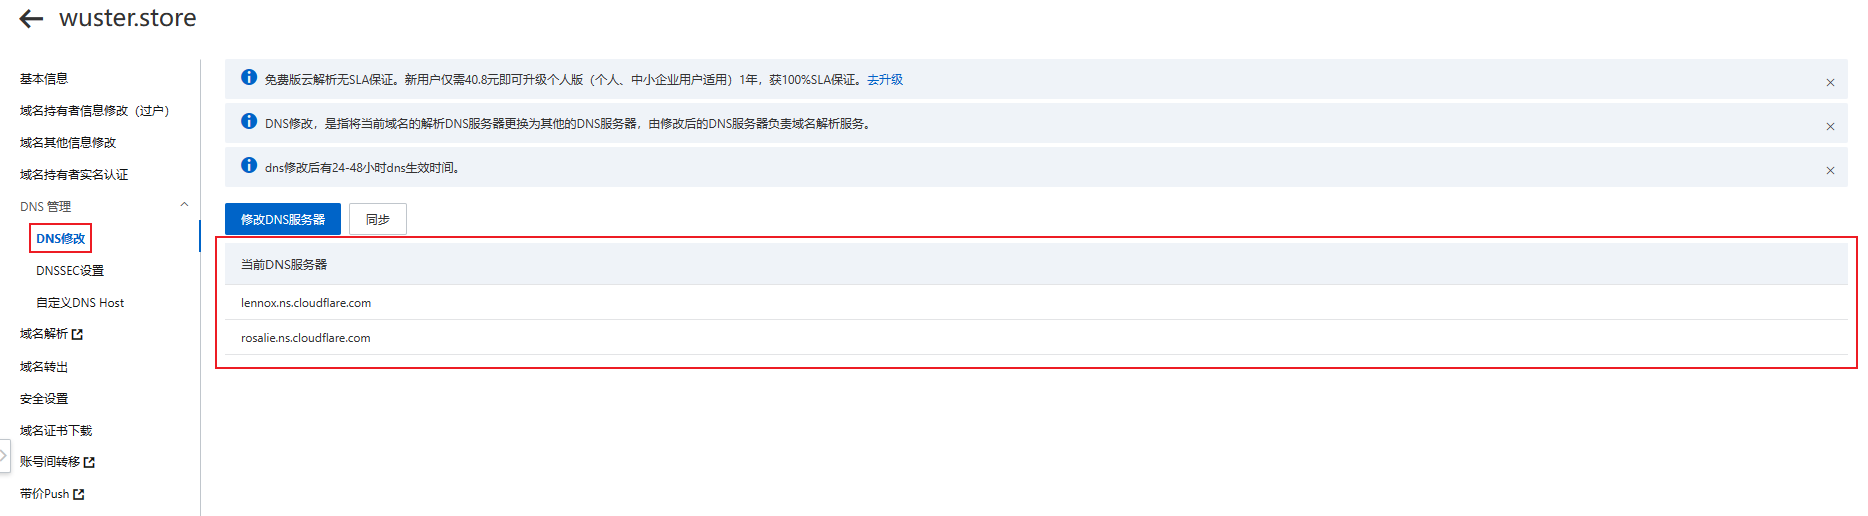 wuster.store
基本信息
域名持有者信息修改（过户）
域名其他信息修改
域名持有者实名认证
DNS 管理
DNS修改
DNSSEC设置
自定义DNS Host
域名解析
域名转出
安全设置
域名证书下载
账号间转移
带价Push
免费版云解析无SLA保证。新用户仅需40.8元即可升级个人版（个人、中小企业用户适用）1年，获100%SLA保证。去升级
DNS修改，是指将当前域名的解析DNS服务器更换为其他的DNS服务器，由修改后的DNS服务器负责域名解析服务。
dns修改后有24-48小时dns生效时间。
修改DNS服务器 同步
当前DNS服务器
lennox.ns.cloudflare.com
rosalie.ns.cloudflare.com